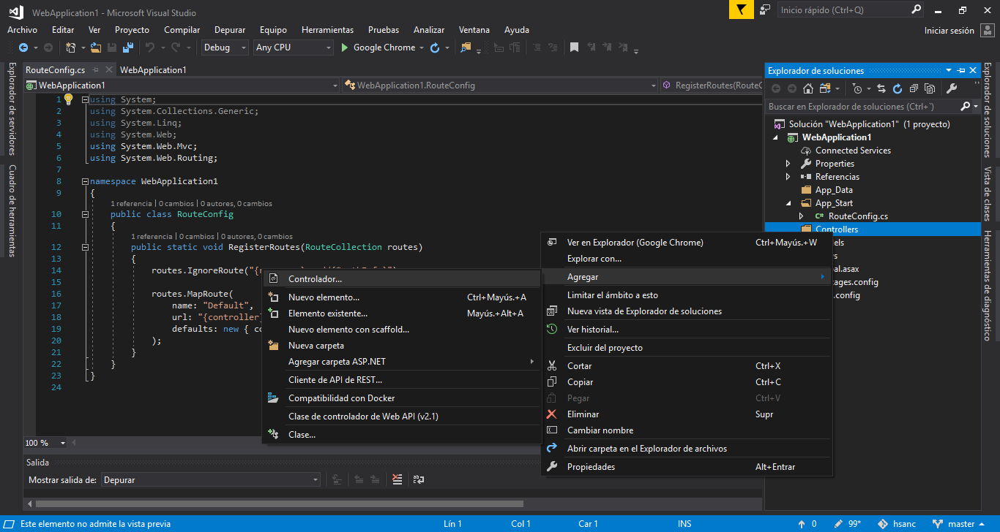 WebApplication1 - Microsoft Visual Studio
Inicio rápido (Ctrl+Q)
Archivo Editar Ver Proyecto Compilar Depurar Equipo Herramientas Pruebas Analizar Ventana Ayuda
Iniciar sesión
Debug Any CPU Google Chrome
Explorador de servidores
Cuadro de herramientas
RouteConfig.cs WebApplication1
WebApplication1 WebApplication1.RouteConfig RegisterRoutes(RouteC
1 using System;
2 using System.Collections.Generic;
3 using System.Linq;
4 using System.Web;
5 using System.Web.Mvc;
6 using System.Web.Routing;
7
8 namespace WebApplication1
9 {
1 referencia | 0 cambios | 0 autores, 0 cambios
10 public class RouteConfig
11 {
1 referencia | 0 cambios | 0 autores, 0 cambios
12 public static void RegisterRoutes(RouteCollection routes)
13 {
14 routes.IgnoreRoute("{
15
16 routes.MapRoute(
17 name: "Default",
18 url: "{controller}
19 defaults: new { co
20 );
21 }
22 }
23 }
24
Controlador...
Nuevo elemento... Ctrl+Mayús.+A
Elemento existente... Mayús.+Alt+A
Nuevo elemento con scaffold...
Nueva carpeta
Agregar carpeta ASP.NET
Cliente de API de REST...
Compatibilidad con Docker
Clase de controlador de Web API (v2.1)
Clase...
Ver en Explorador (Google Chrome) Ctrl+Mayús.+W
Explorar con...
Agregar
Limitar el ámbito a esto
Nueva vista de Explorador de soluciones
Ver historial...
Excluir del proyecto
Cortar Ctrl+X
Copiar Ctrl+C
Pegar Ctrl+V
Eliminar Supr
Cambiar nombre
Abrir carpeta en el Explorador de archivos
Propiedades Alt+Entrar
Explorador de soluciones
Buscar en Explorador de soluciones (Ctrl+`)
Solución "WebApplication1" (1 proyecto)
WebApplication1
Connected Services
Properties
Referencias
App_Data
App_Start
C# RouteConfig.cs
Controllers
els
s
al.asax
ages.config
.config
Explorador de soluciones
Vista de clases
Herramientas de diagnóstico
100 %
Salida
Mostrar salida de: Depurar
Este elemento no admite la vista previa Lín 1 Col 1 Car 1 INS 0 99* hsanc master